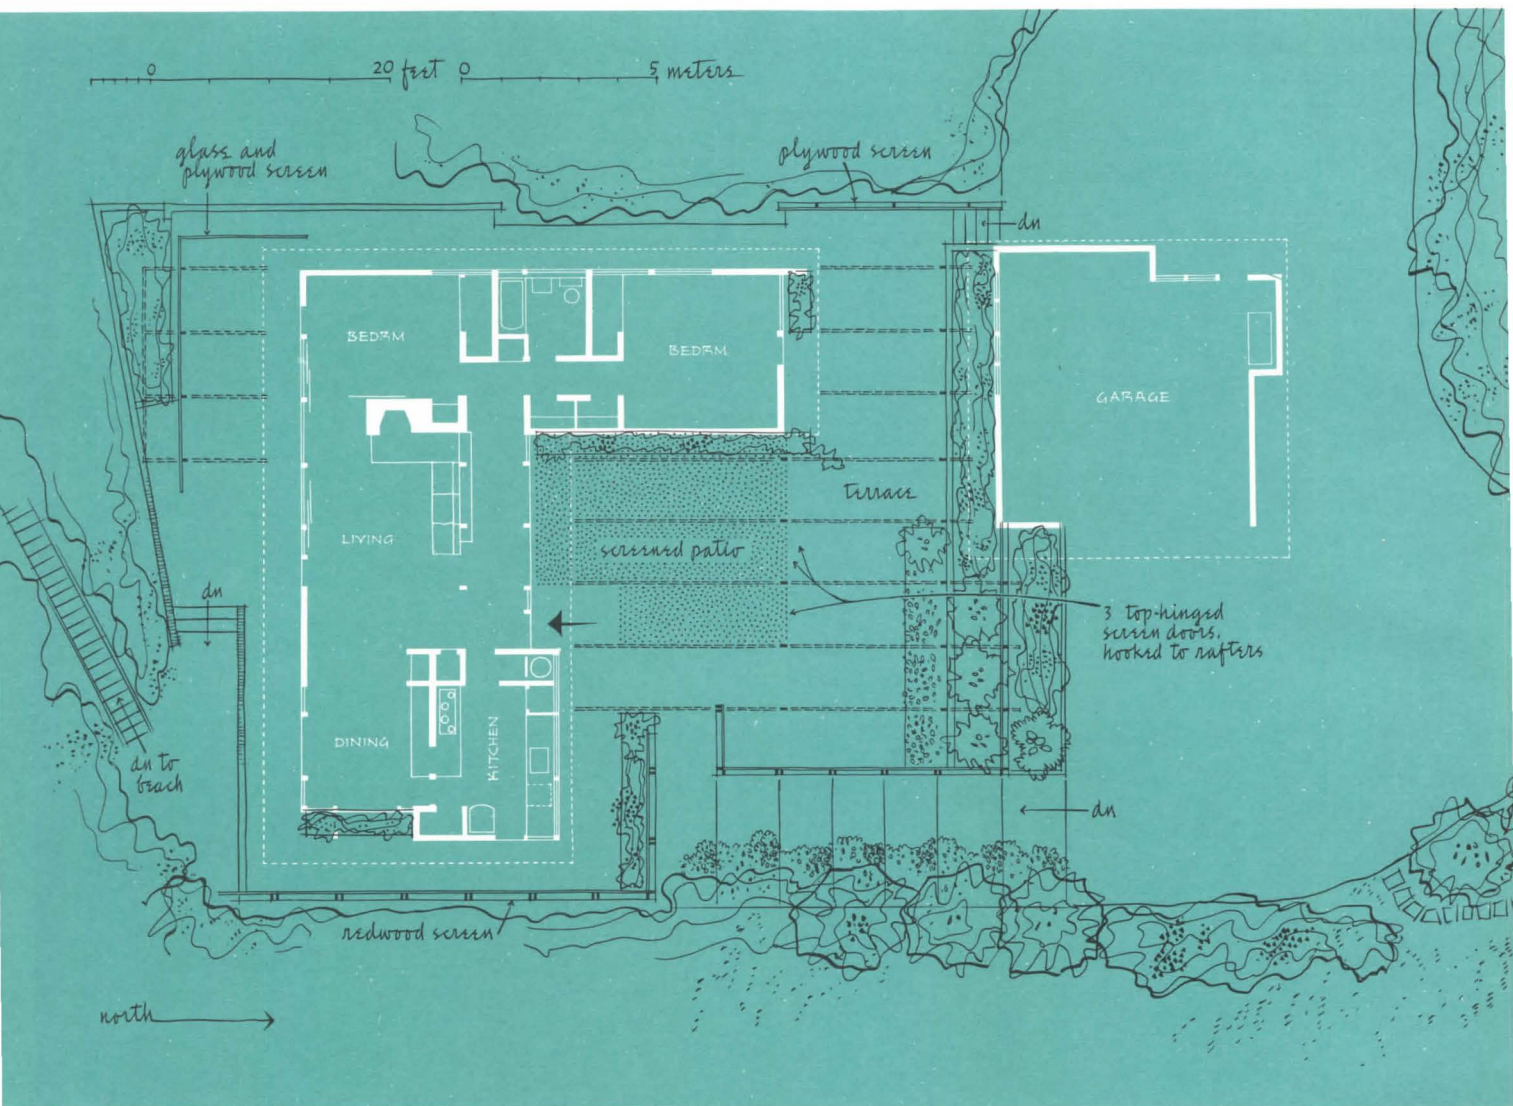 0 20 feet 0 5 meters
glass and
plywood screen
plywood screen
dn
BEDRM
BEDRM
GARAGE
terrace
LIVING
screened patio
dn
3 top-hinged
screen doors,
hooked to rafters
DINING
KITCHEN
dn to
beach
dn
redwood screen
north